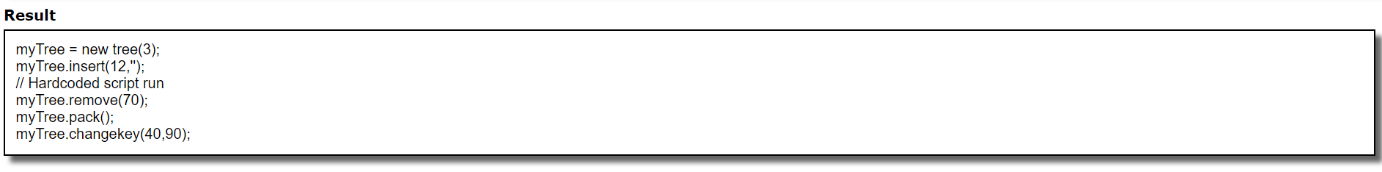 Result
myTree = new tree(3);
myTree.insert(12,'');
// Hardcoded script run
myTree.remove(70);
myTree.pack();
myTree.changekey(40,90);